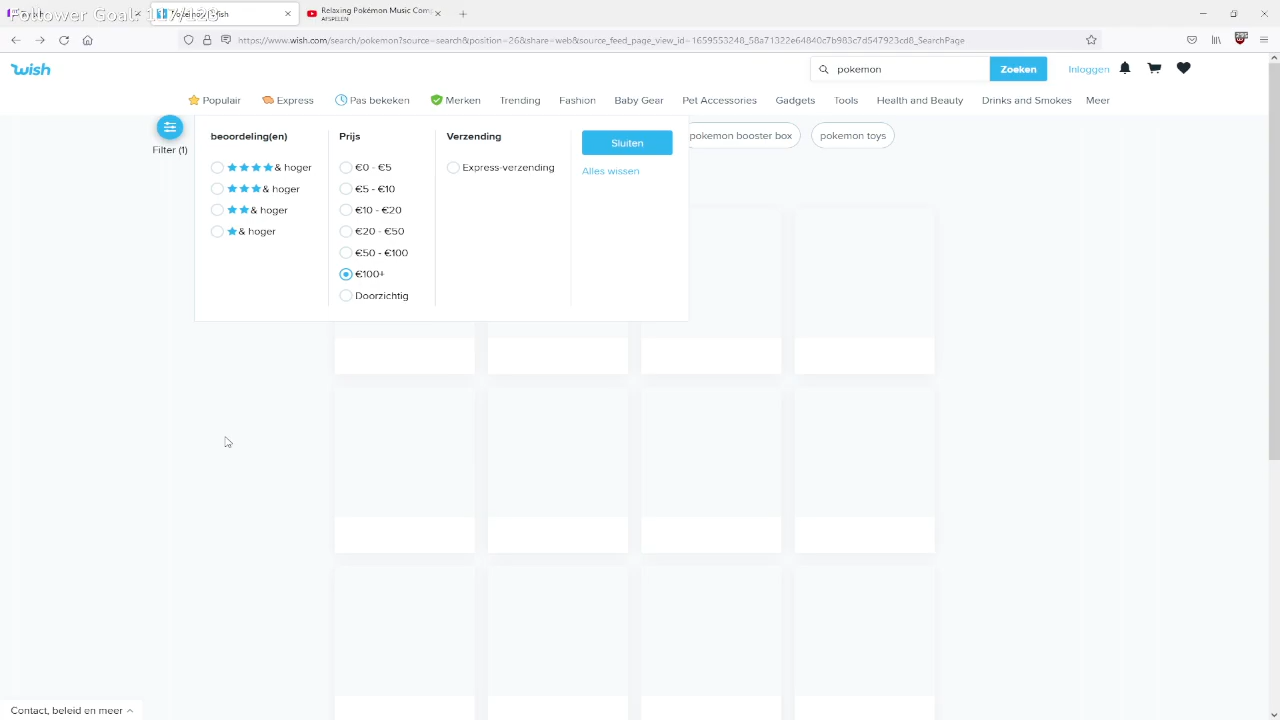 Relaxing Pokémon Music Com
AFSPELEN
https://www.wish.com/search/pokemon?source=search&position=26&share=web&source_feed_page_view_id=1659553248_58a71322e64840c7b983c7d547923cd8_SearchPage
wish
pokemon
Zoeken
Inloggen
Populair Express Pas bekeken Merken Trending Fashion Baby Gear Pet Accessories Gadgets Tools Health and Beauty Drinks and Smokes Meer
Filter (1)
beoordeling(en)
& hoger
& hoger
& hoger
& hoger
Prijs
€0 - €5
€5 - €10
€10 - €20
€20 - €50
€50 - €100
€100+
Doorzichtig
Verzending
Express-verzending
Sluiten
Alles wissen
pokemon booster box
pokemon toys
Contact, beleid en meer